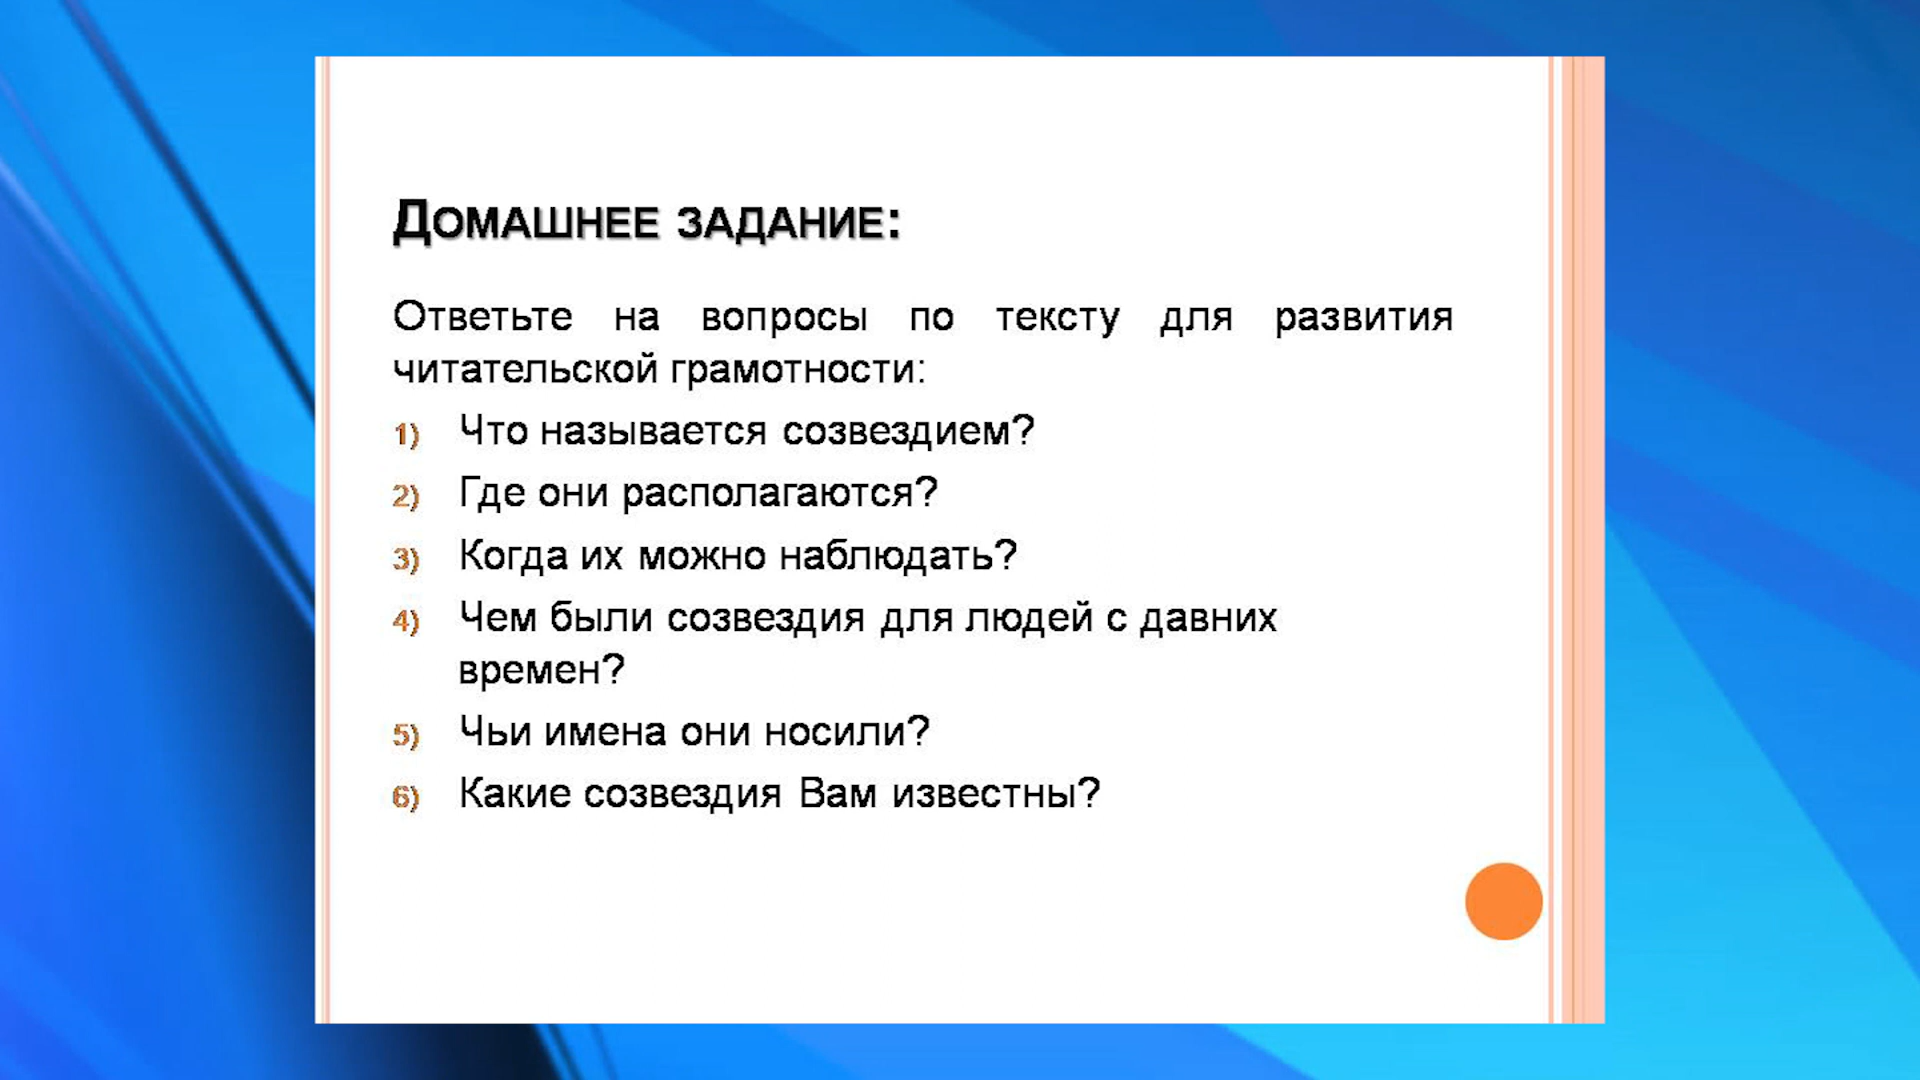 Домашнее задание:
Ответьте на вопросы по тексту для развития
читательской грамотности:
1) Что называется созвездием?
2) Где они располагаются?
3) Когда их можно наблюдать?
4) Чем были созвездия для людей с давних
времен?
5) Чьи имена они носили?
6) Какие созвездия Вам известны?